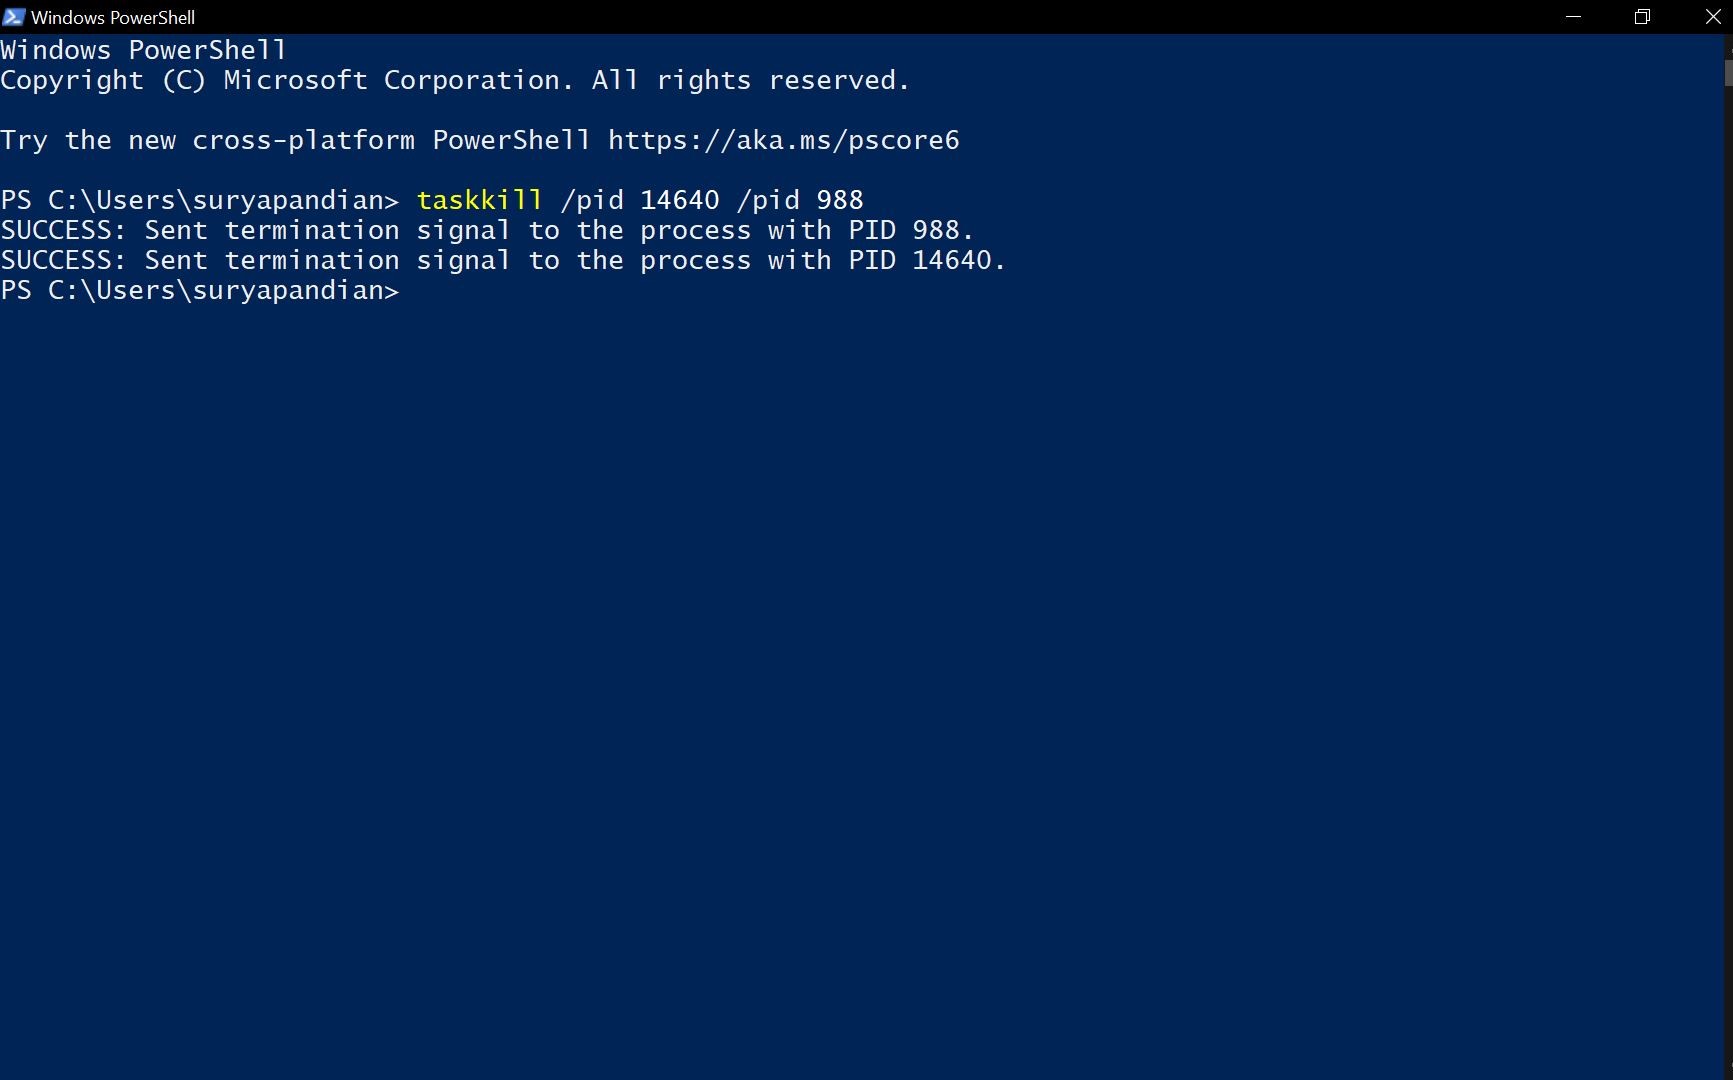 Windows PowerShell
Windows PowerShell
Copyright (C) Microsoft Corporation. All rights reserved.
Try the new cross-platform PowerShell https://aka.ms/pscore6
PS C:\Users\suryapandian> taskkill /pid 14640 /pid 988
SUCCESS: Sent termination signal to the process with PID 988.
SUCCESS: Sent termination signal to the process with PID 14640.
PS C:\Users\suryapandian>